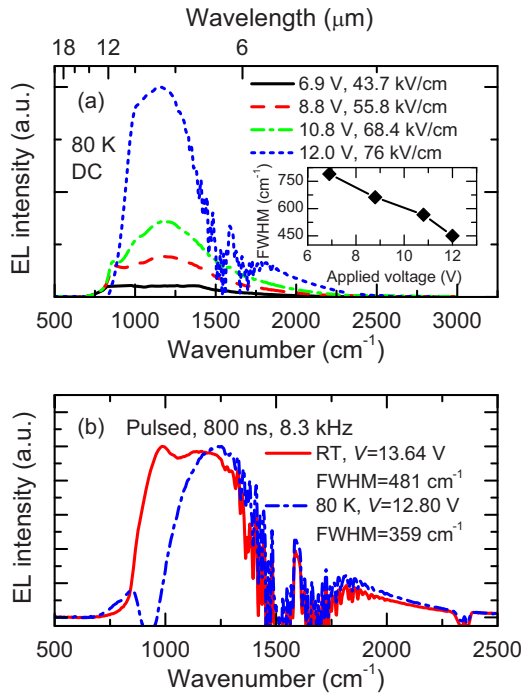 Wavelength (μm)
18 12 6
(a)
6.9 V, 43.7 kV/cm
8.8 V, 55.8 kV/cm
10.8 V, 68.4 kV/cm
12.0 V, 76 kV/cm
80 K
DC
EL intensity (a.u.)
FWHM (cm⁻¹)
750
600
450
6 8 10 12
Applied voltage (V)
500 1000 1500 2000 2500 3000
Wavenumber (cm⁻¹)
(b) Pulsed, 800 ns, 8.3 kHz
RT, V=13.64 V
FWHM=481 cm⁻¹
80 K, V=12.80 V
FWHM=359 cm⁻¹
EL intensity (a.u.)
500 1000 1500 2000 2500
Wavenumber (cm⁻¹)